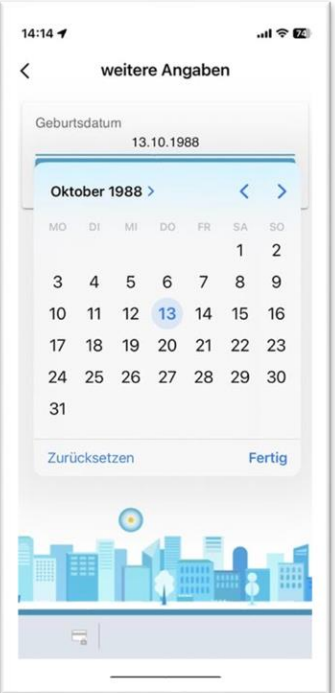 14:14
74
weitere Angaben
Geburtsdatum
13.10.1988
Oktober 1988
MO DI MI DO FR SA SO
1 2
3 4 5 6 7 8 9
10 11 12 13 14 15 16
17 18 19 20 21 22 23
24 25 26 27 28 29 30
31
Zurücksetzen Fertig